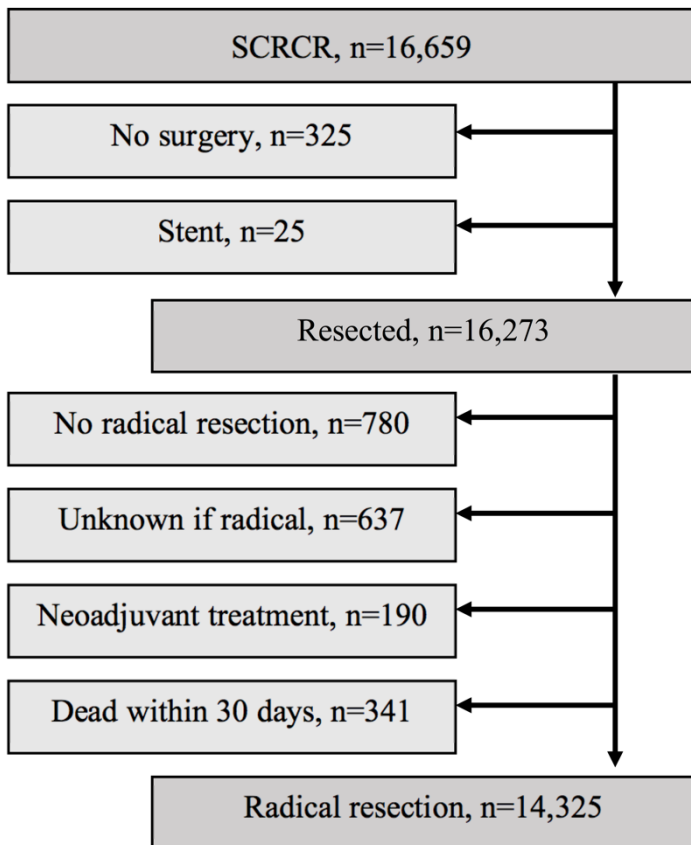 SCRCR, n=16,659
No surgery, n=325
Stent, n=25
Resected, n=16,273
No radical resection, n=780
Unknown if radical, n=637
Neoadjuvant treatment, n=190
Dead within 30 days, n=341
Radical resection, n=14,325